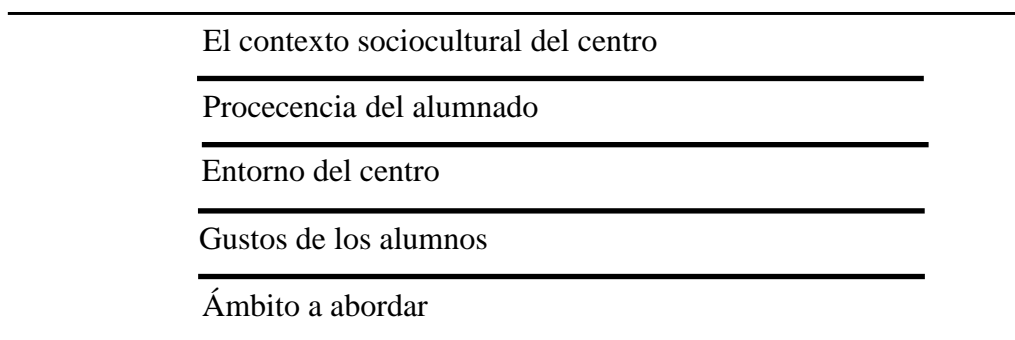 El contexto sociocultural del centro
Procecencia del alumnado
Entorno del centro
Gustos de los alumnos
Ámbito a abordar